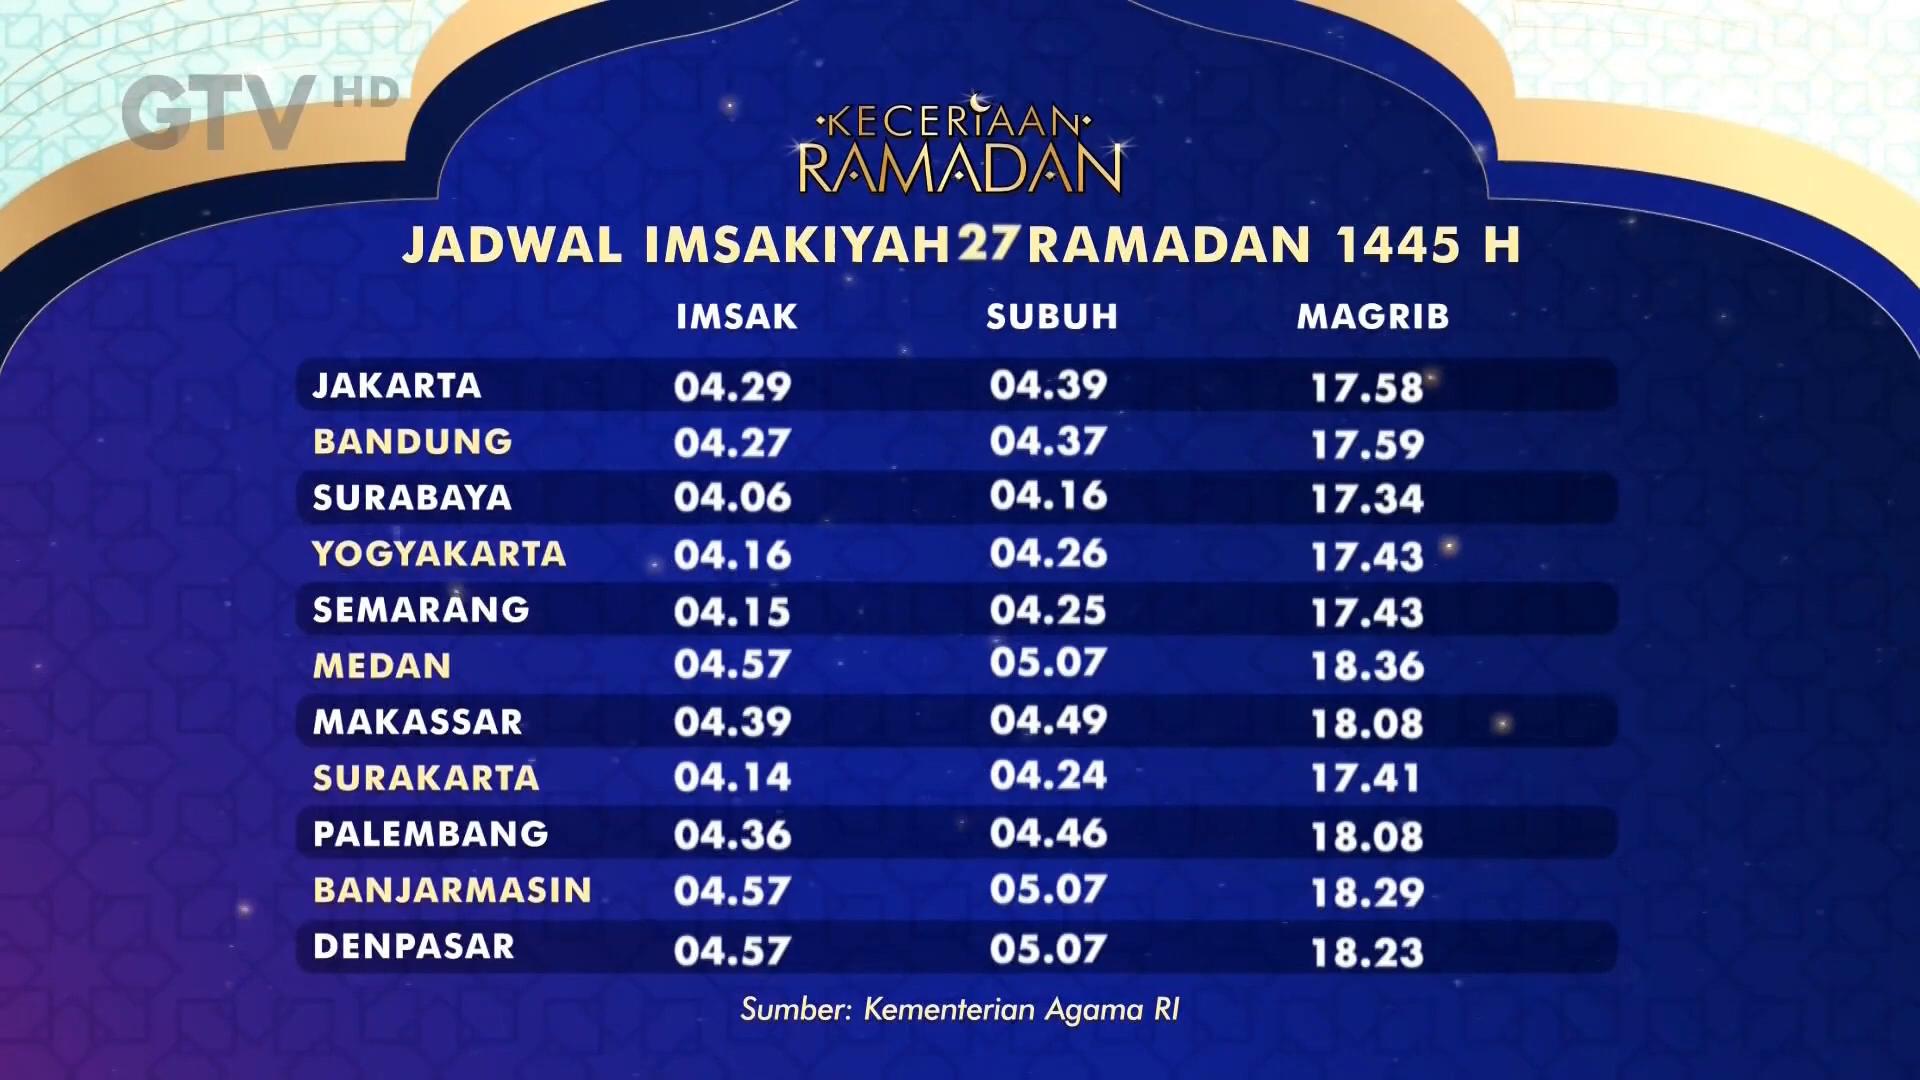 GTV HD
KECERIAAN
RAMADAN
JADWAL IMSAKIYAH 27 RAMADAN 1445 H
IMSAK SUBUH MAGRIB
JAKARTA 04.29 04.39 17.58
BANDUNG 04.27 04.37 17.59
SURABAYA 04.06 04.16 17.34
YOGYAKARTA 04.16 04.26 17.43
SEMARANG 04.15 04.25 17.43
MEDAN 04.57 05.07 18.36
MAKASSAR 04.39 04.49 18.08
SURAKARTA 04.14 04.24 17.41
PALEMBANG 04.36 04.46 18.08
BANJARMASIN 04.57 05.07 18.29
DENPASAR 04.57 05.07 18.23
Sumber: Kementerian Agama RI